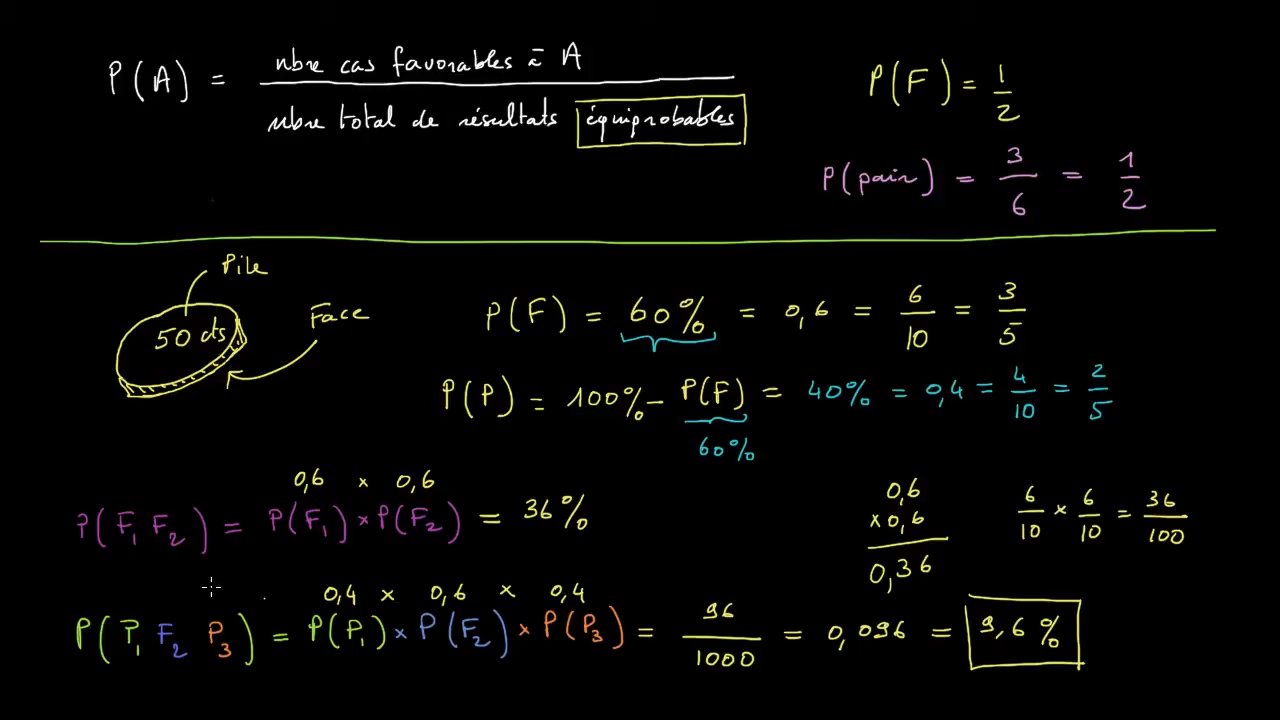 P(A) = nbre cas favorables à A / nbre total de résultats équiprobables
P(F) = 1/2
P(pair) = 3/6 = 1/2
Pile
50 cts
Face
P(F) = 60% = 0,6 = 6/10 = 3/5
P(P) = 100% - P(F) = 40% = 0,4 = 4/10 = 2/5
60%
0,6 × 0,6
P(F₁ F₂) = P(F₁) × P(F₂) = 36%
0,6
× 0,6
0,36
6/10 × 6/10 = 36/100
0,4 × 0,6 × 0,4
P(P₁ F₂ P₃) = P(P₁) × P(F₂) × P(P₃) = 96/1000 = 0,096 = 9,6%